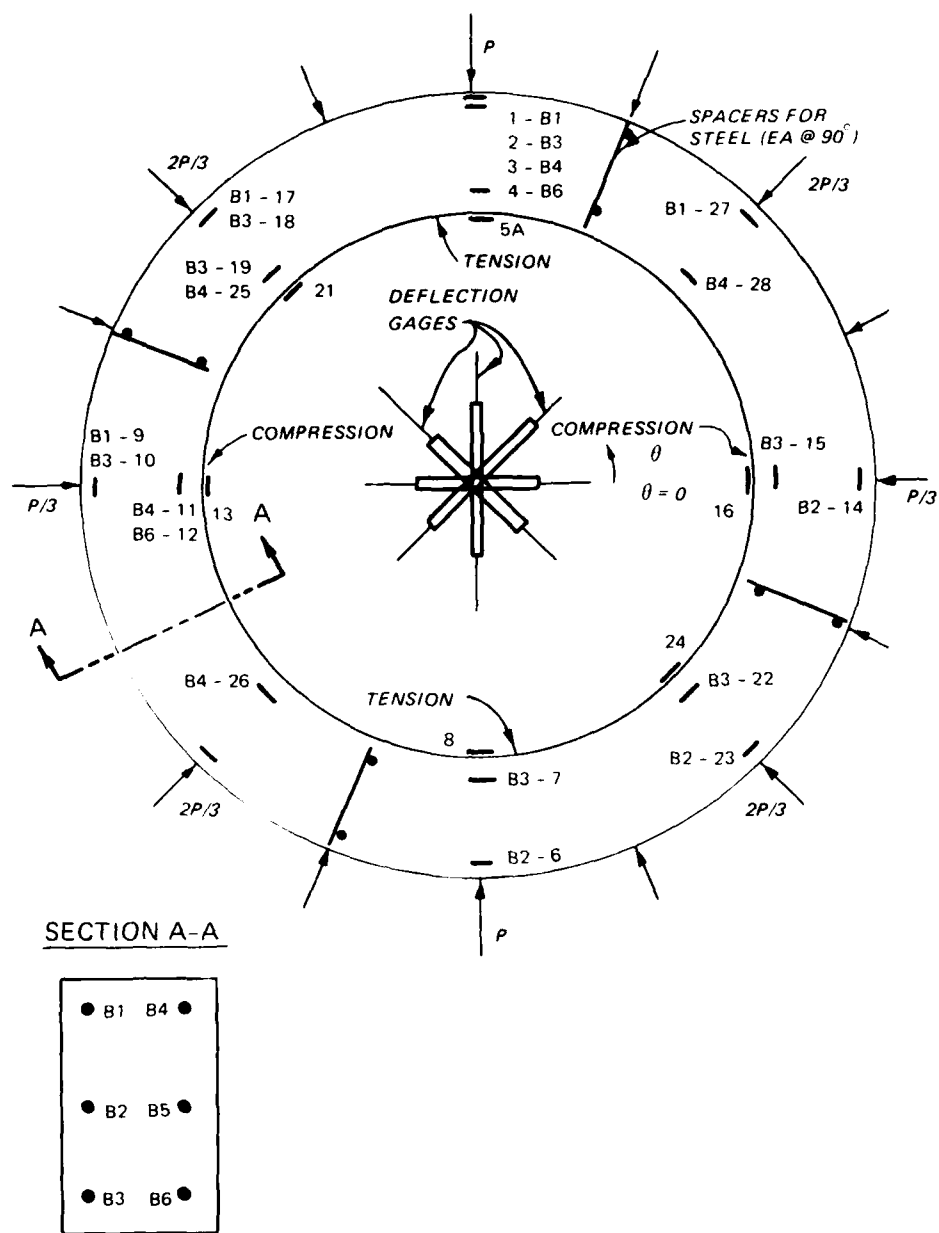 P
1 - B1
2 - B3
3 - B4
4 - B6
SPACERS FOR
STEEL (EA @ 90°)
2P/3
B1 - 17
B3 - 18
B1 - 27
2P/3
5A
TENSION
B3 - 19
B4 - 25
21
B4 - 28
DEFLECTION
GAGES
COMPRESSION
COMPRESSION
θ
θ = 0
B1 - 9
B3 - 10
B3 - 15
P/3
B4 - 11
B6 - 12
13
A
16
B2 - 14
P/3
A
24
B4 - 26
B3 - 22
TENSION
8
B3 - 7
B2 - 23
2P/3
2P/3
B2 - 6
P
SECTION A-A
B1 B4
B2 B5
B3 B6